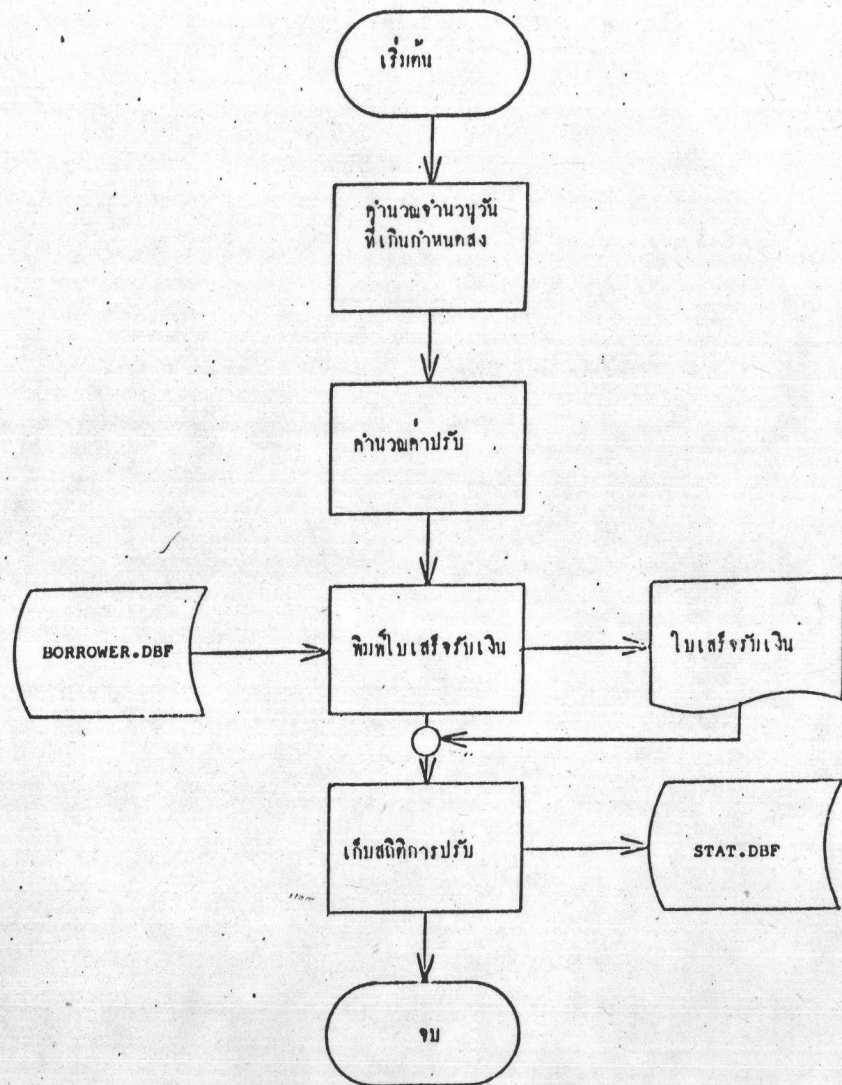 เริ่มต้น
คำนวณจำนวนวัน
ที่เกินกำหนดส่ง
คำนวณค่าปรับ
BORROWER.DBF
พิมพ์ใบเสร็จรับเงิน
ใบเสร็จรับเงิน
เก็บสถิติการปรับ
STAT.DBF
จบ